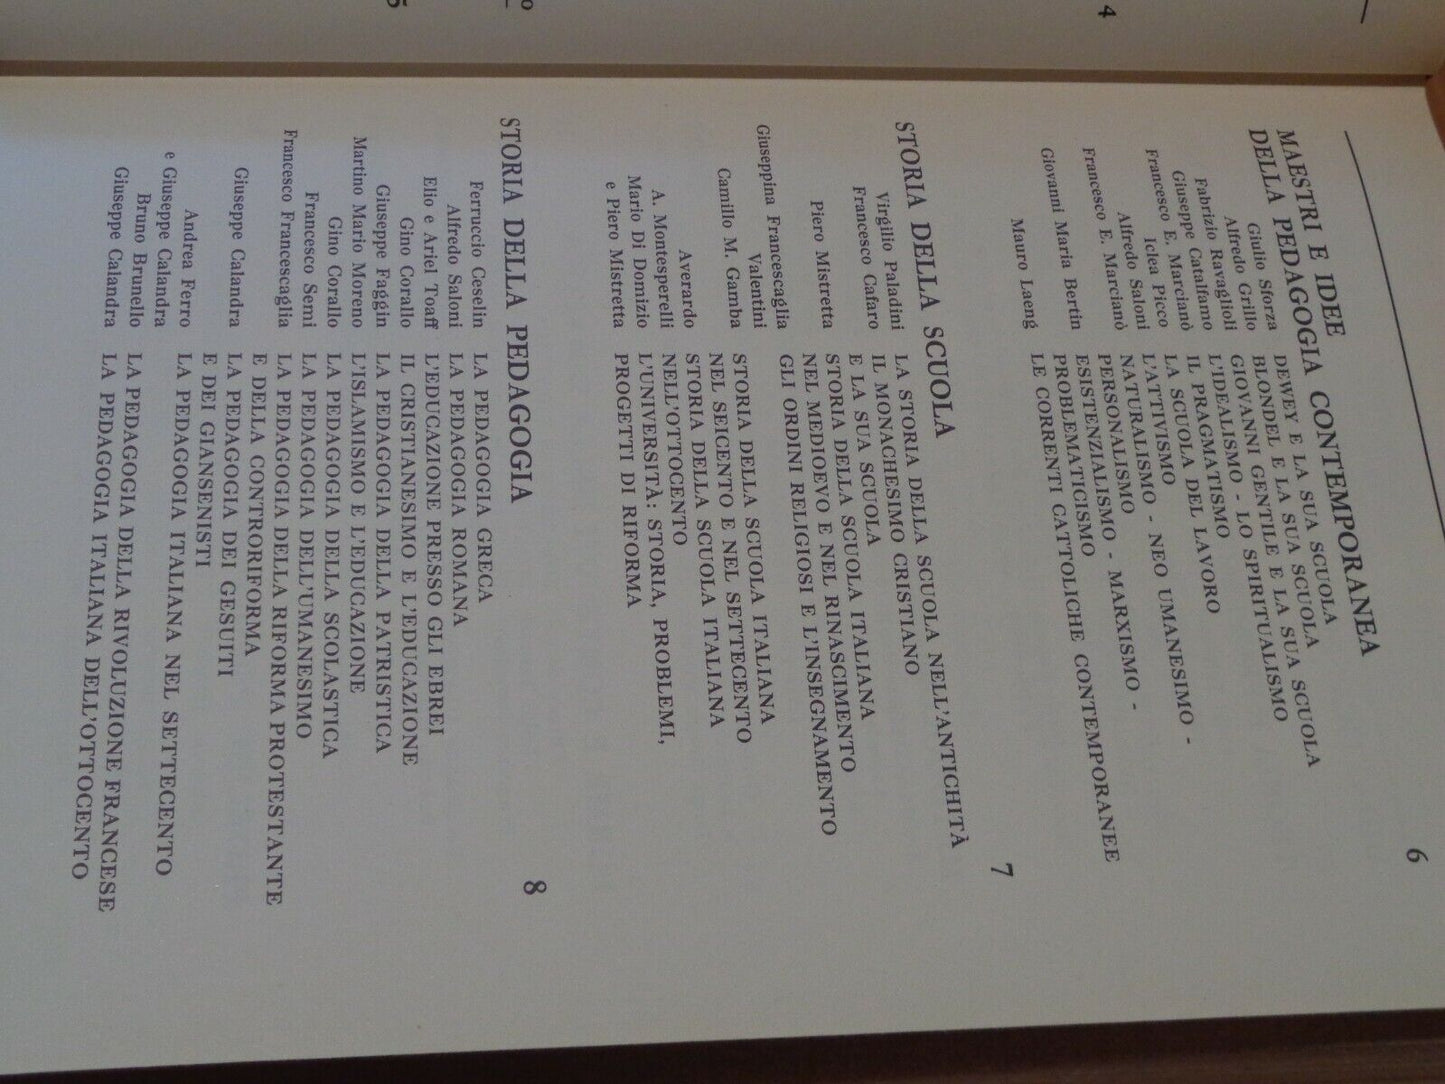 4
5
6
MAESTRI E IDEE
DELLA PEDAGOGIA CONTEMPORANEA
Giulio Sforza DEWEY E LA SUA SCUOLA
Alfredo Grillo BLONDEL E LA SUA SCUOLA
Fabrizio Ravaglioli GIOVANNI GENTILE E LA SUA SCUOLA
Giuseppe Catalfamo L'IDEALISMO - LO SPIRITUALISMO
Francesco E. Marcianò IL PRAGMATISMO
Iclea Picco LA SCUOLA DEL LAVORO
Alfredo Saloni L'ATTIVISMO
Francesco E. Marcianò NATURALISMO - NEO UMANESIMO -
PERSONALISMO
Giovanni Maria Bertin ESISTENZIALISMO - MARXISMO -
PROBLEMATICISMO
Mauro Laeng LE CORRENTI CATTOLICHE CONTEMPORANEE
7
STORIA DELLA SCUOLA
Virgilio Paladini LA STORIA DELLA SCUOLA NELL'ANTICHITÀ
Francesco Cafaro IL MONACHESIMO CRISTIANO
E LA SUA SCUOLA
Piero Mistretta STORIA DELLA SCUOLA ITALIANA
NEL MEDIOEVO E NEL RINASCIMENTO
Giuseppina Francescaglia GLI ORDINI RELIGIOSI E L'INSEGNAMENTO
Valentini
Camillo M. Gamba STORIA DELLA SCUOLA ITALIANA
NEL SEICENTO E NEL SETTECENTO
Averardo STORIA DELLA SCUOLA ITALIANA
A. Montesperelli NELL'OTTOCENTO
Mario Di Domizio L'UNIVERSITÀ: STORIA, PROBLEMI,
e Piero Mistretta PROGETTI DI RIFORMA
8
STORIA DELLA PEDAGOGIA
Ferruccio Ceselin LA PEDAGOGIA GRECA
Alfredo Saloni LA PEDAGOGIA ROMANA
Elio e Ariel Toaff L'EDUCAZIONE PRESSO GLI EBREI
Gino Corallo IL CRISTIANESIMO E L'EDUCAZIONE
Giuseppe Faggin LA PEDAGOGIA DELLA PATRISTICA
Martino Mario Moreno L'ISLAMISMO E L'EDUCAZIONE
Gino Corallo LA PEDAGOGIA DELLA SCOLASTICA
Francesco Semi LA PEDAGOGIA DELL'UMANESIMO
Francesco Francescaglia LA PEDAGOGIA DELLA RIFORMA PROTESTANTE
E DELLA CONTRORIFORMA
Giuseppe Calandra LA PEDAGOGIA DEI GESUITI
E DEI GIANSENISTI
Andrea Ferro LA PEDAGOGIA ITALIANA NEL SETTECENTO
e Giuseppe Calandra
Bruno Brunello LA PEDAGOGIA DELLA RIVOLUZIONE FRANCESE
Giuseppe Calandra LA PEDAGOGIA ITALIANA DELL'OTTOCENTO